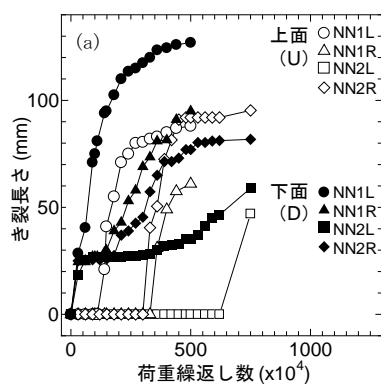 (a)
上面
(U)
○NN1L
△NN1R
□NN2L
◇NN2R
下面
(D)
●NN1L
▲NN1R
■NN2L
◆NN2R
き裂長さ (mm)
100
50
0
0 500 1000
荷重繰返し数 (x10⁴)